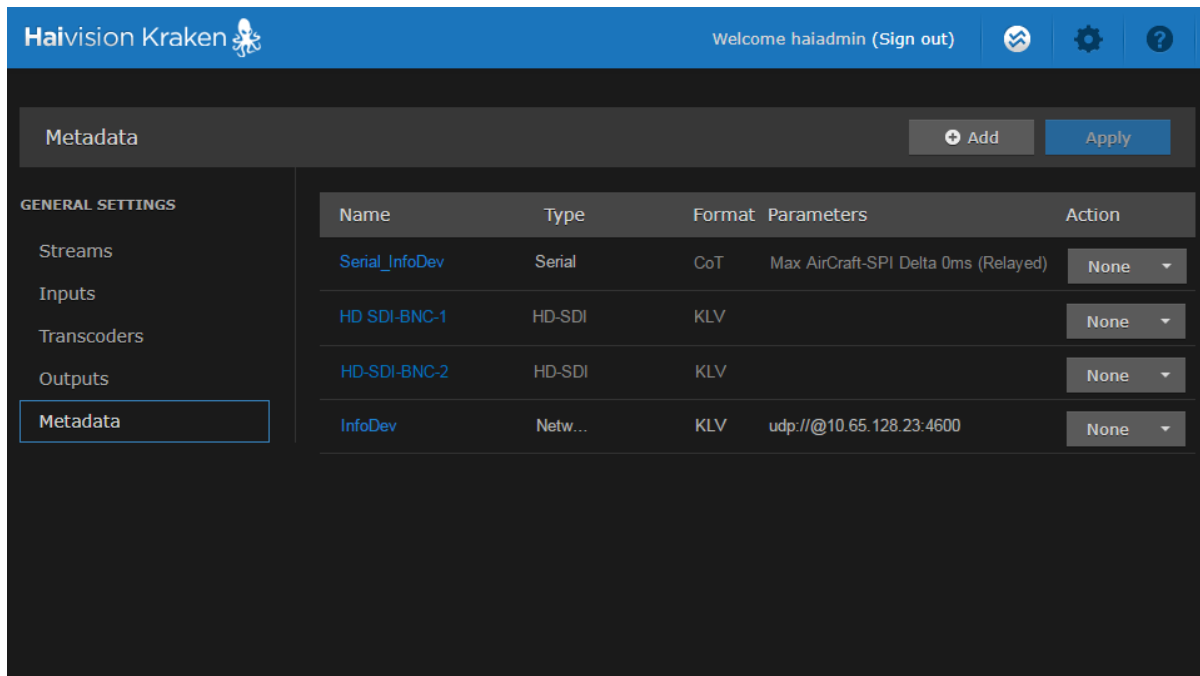 Haivision Kraken
Welcome haiadmin (Sign out)
Metadata
Add
Apply
GENERAL SETTINGS
Streams
Inputs
Transcoders
Outputs
Metadata
Name Type Format Parameters Action
Serial_InfoDev Serial CoT Max AirCraft-SPI Delta 0ms (Relayed) None
HD SDI-BNC-1 HD-SDI KLV None
HD-SDI-BNC-2 HD-SDI KLV None
InfoDev Netw... KLV udp://@10.65.128.23:4600 None